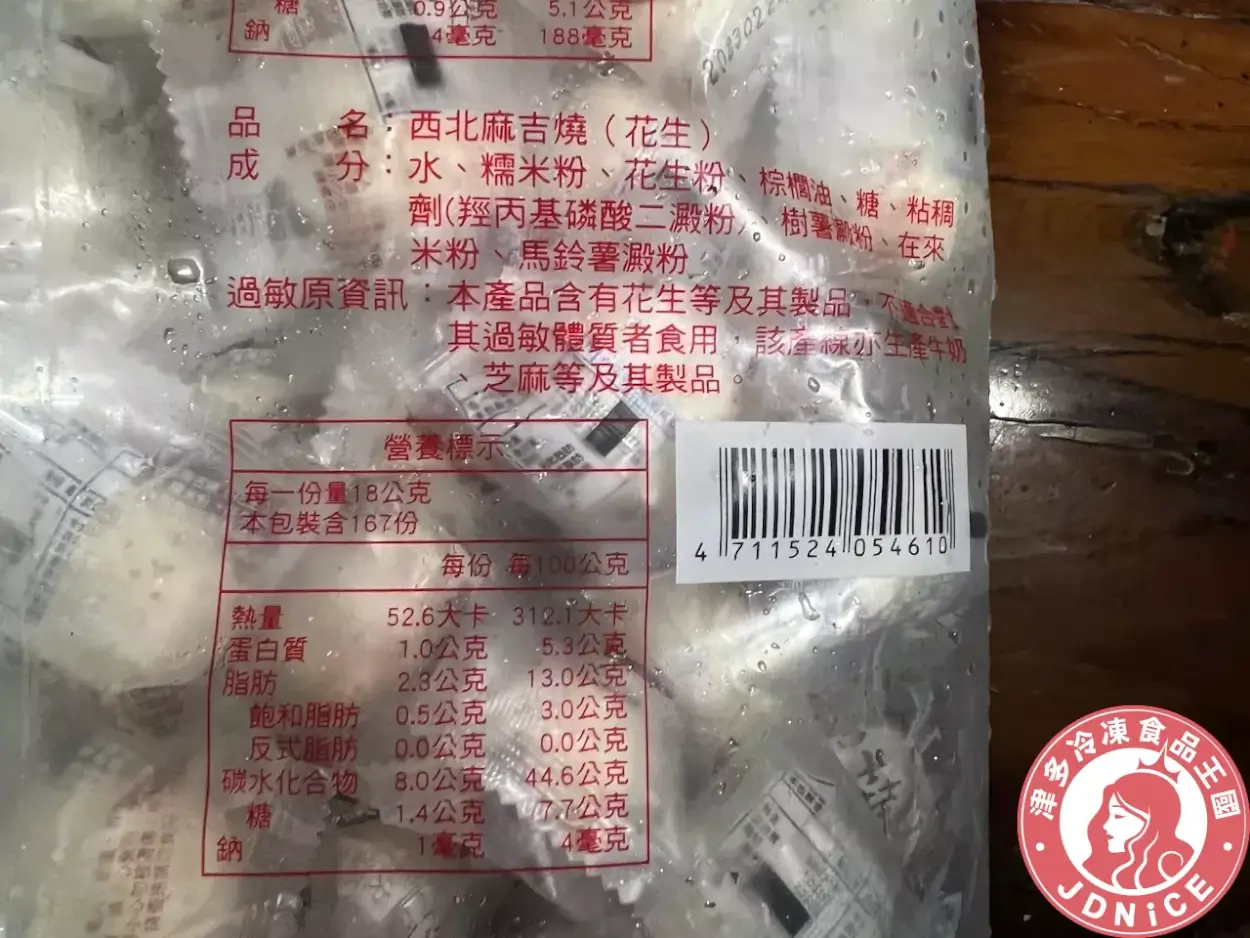 糖 0.9公克 5.1公克
鈉 4毫克 188毫克
品 名：西北麻吉燒（花生）
成 分：水、糯米粉、花生粉、棕櫚油、糖、粘稠
劑(羥丙基磷酸二澱粉)、樹薯澱粉、在來
米粉、馬鈴薯澱粉
過敏原資訊：本產品含有花生等及其製品，不適合對
其過敏體質者食用，該產線亦生產牛奶
、芝麻等及其製品。
營養標示
每一份量18公克
本包裝含167份
每份 每100公克
熱量 52.6大卡 312.1大卡
蛋白質 1.0公克 5.3公克
脂肪 2.3公克 13.0公克
飽和脂肪 0.5公克 3.0公克
反式脂肪 0.0公克 0.0公克
碳水化合物 8.0公克 44.6公克
糖 1.4公克 7.7公克
鈉 1毫克 4毫克
4 711524 054610
津多冷凍食品王國
JDNiCE